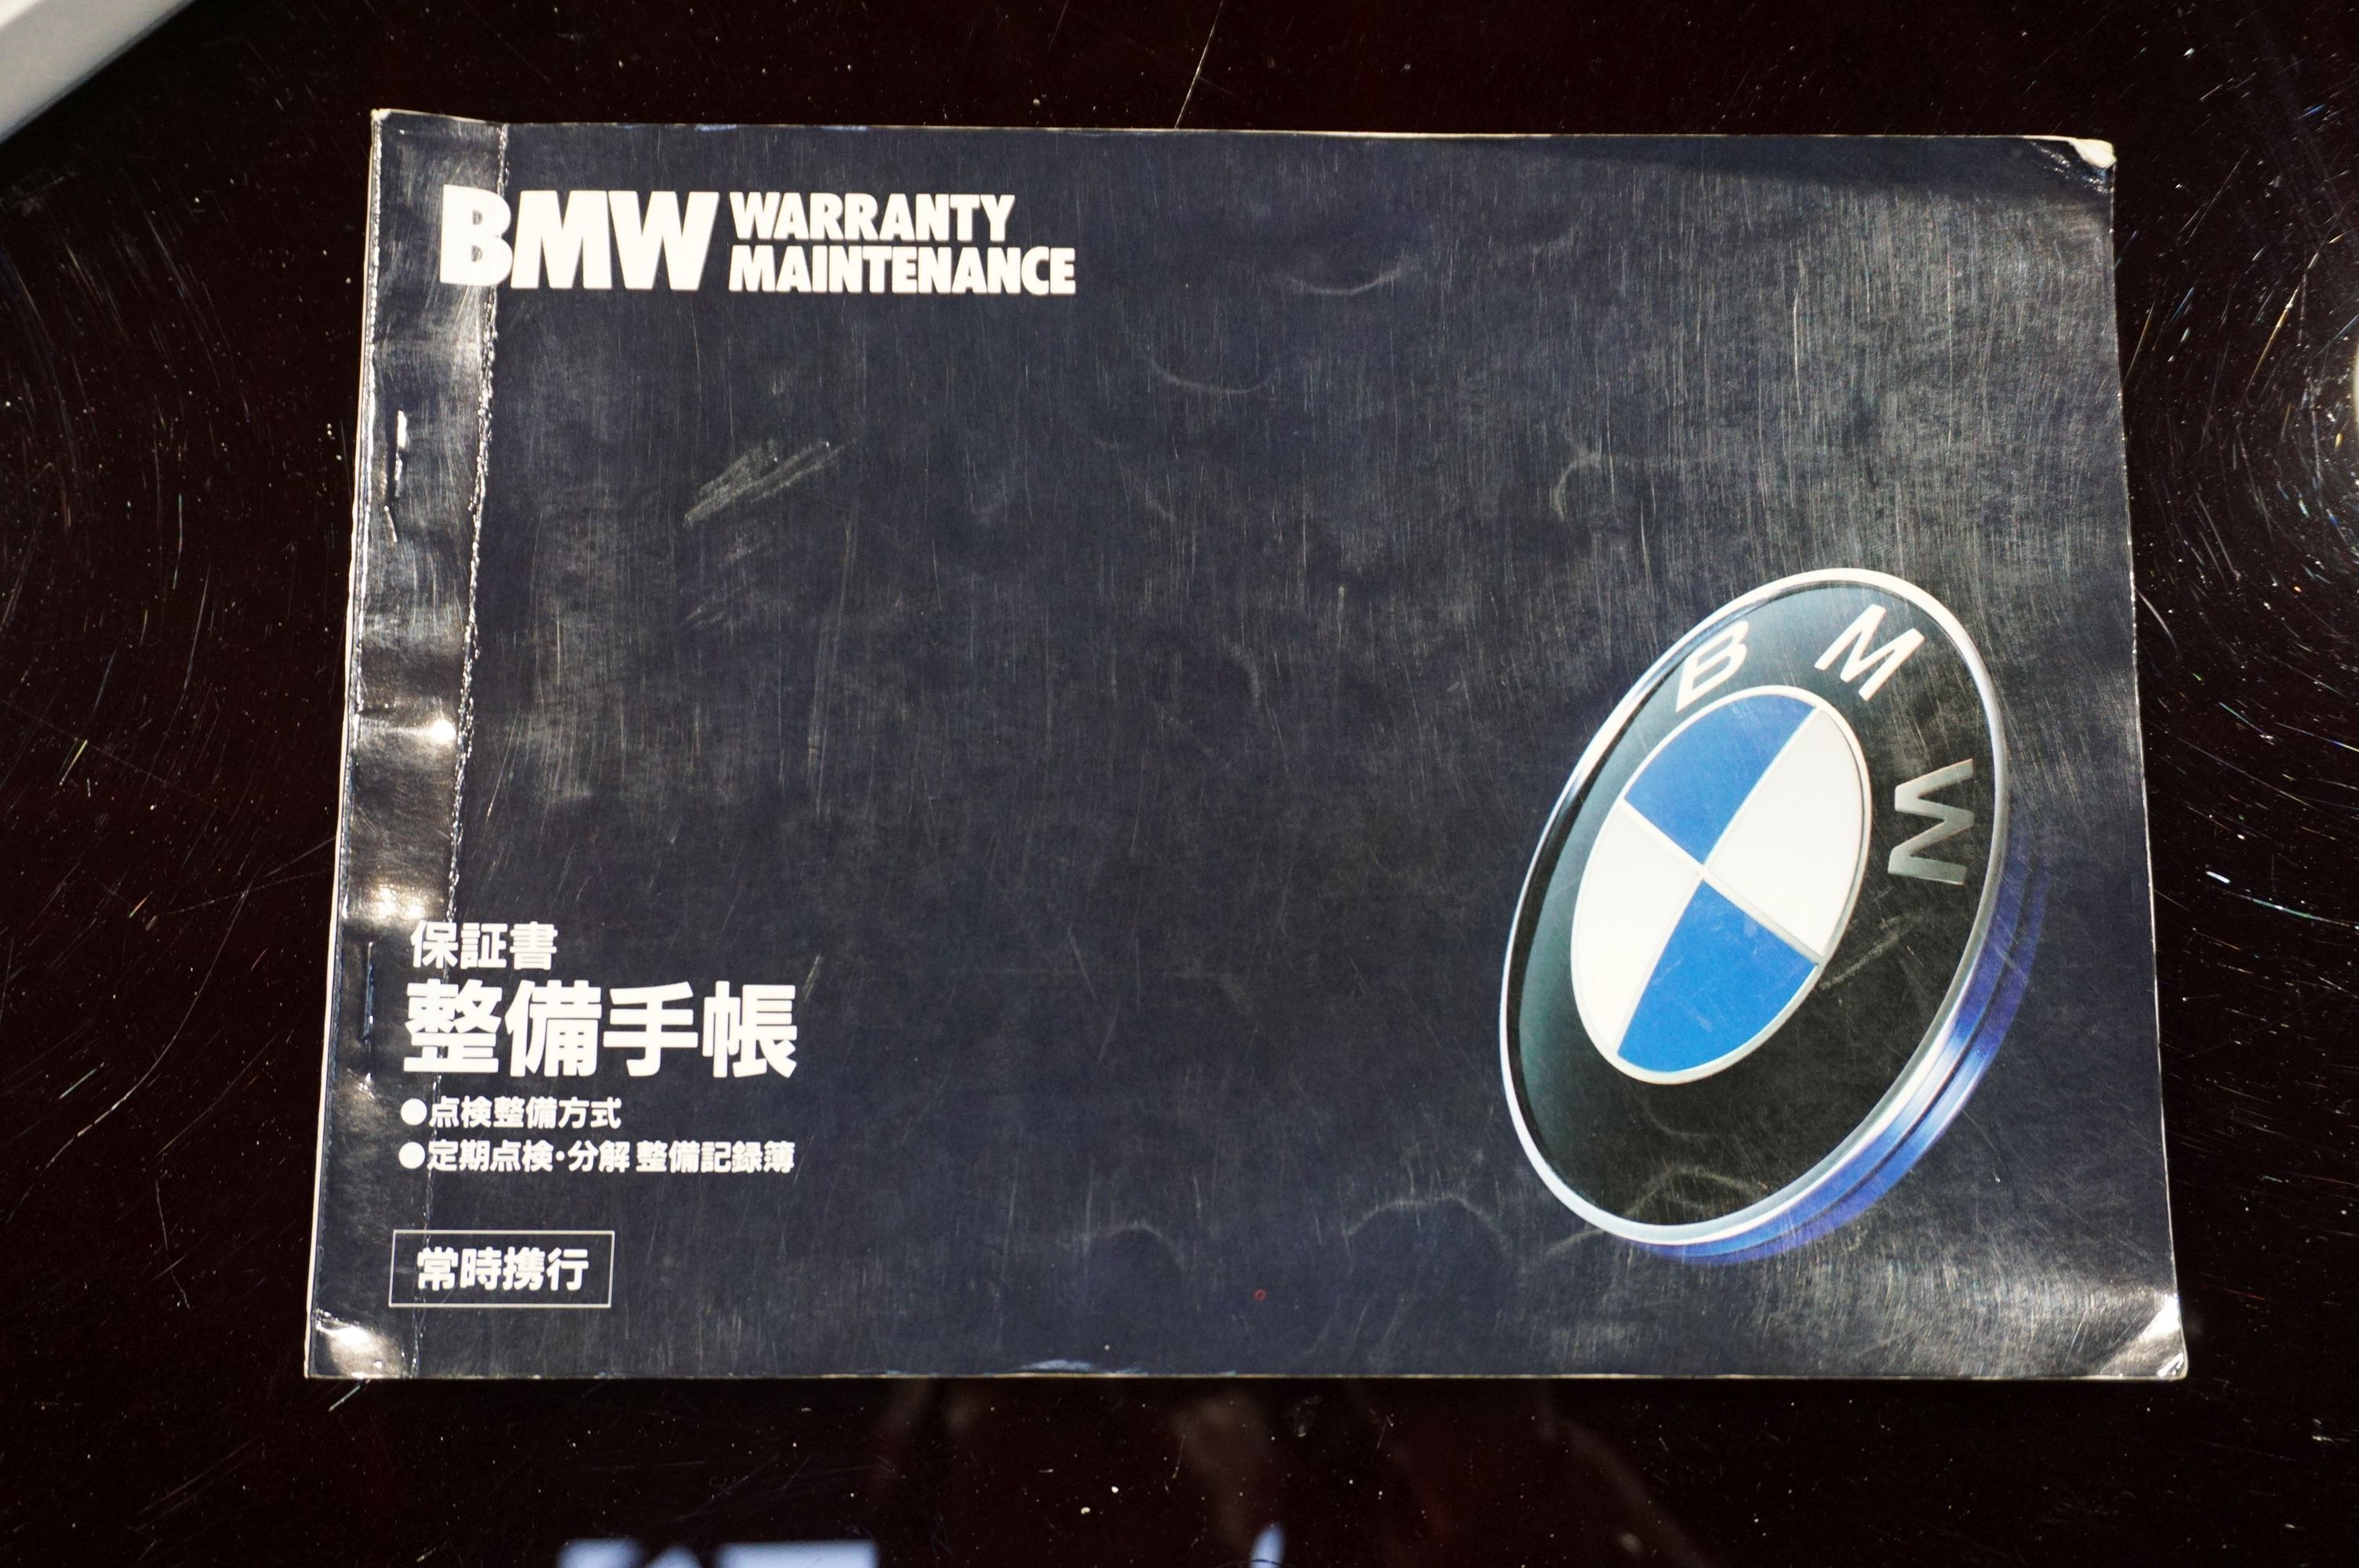 BMW WARRANTY
MAINTENANCE
B M W
保証書
整備手帳
●点検整備方式
●定期点検・分解整備記録簿
常時携行